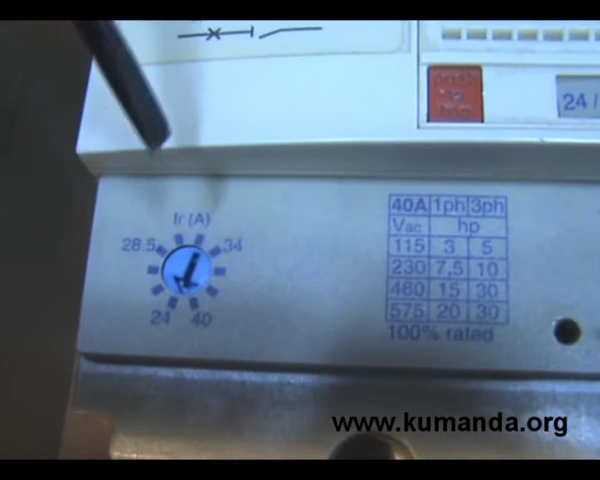 24 /
Ir (A)
28.5 34
24 40
40A 1ph 3ph
Vac hp
115 3 5
230 7,5 10
460 15 30
575 20 30
100% rated
www.kumanda.org